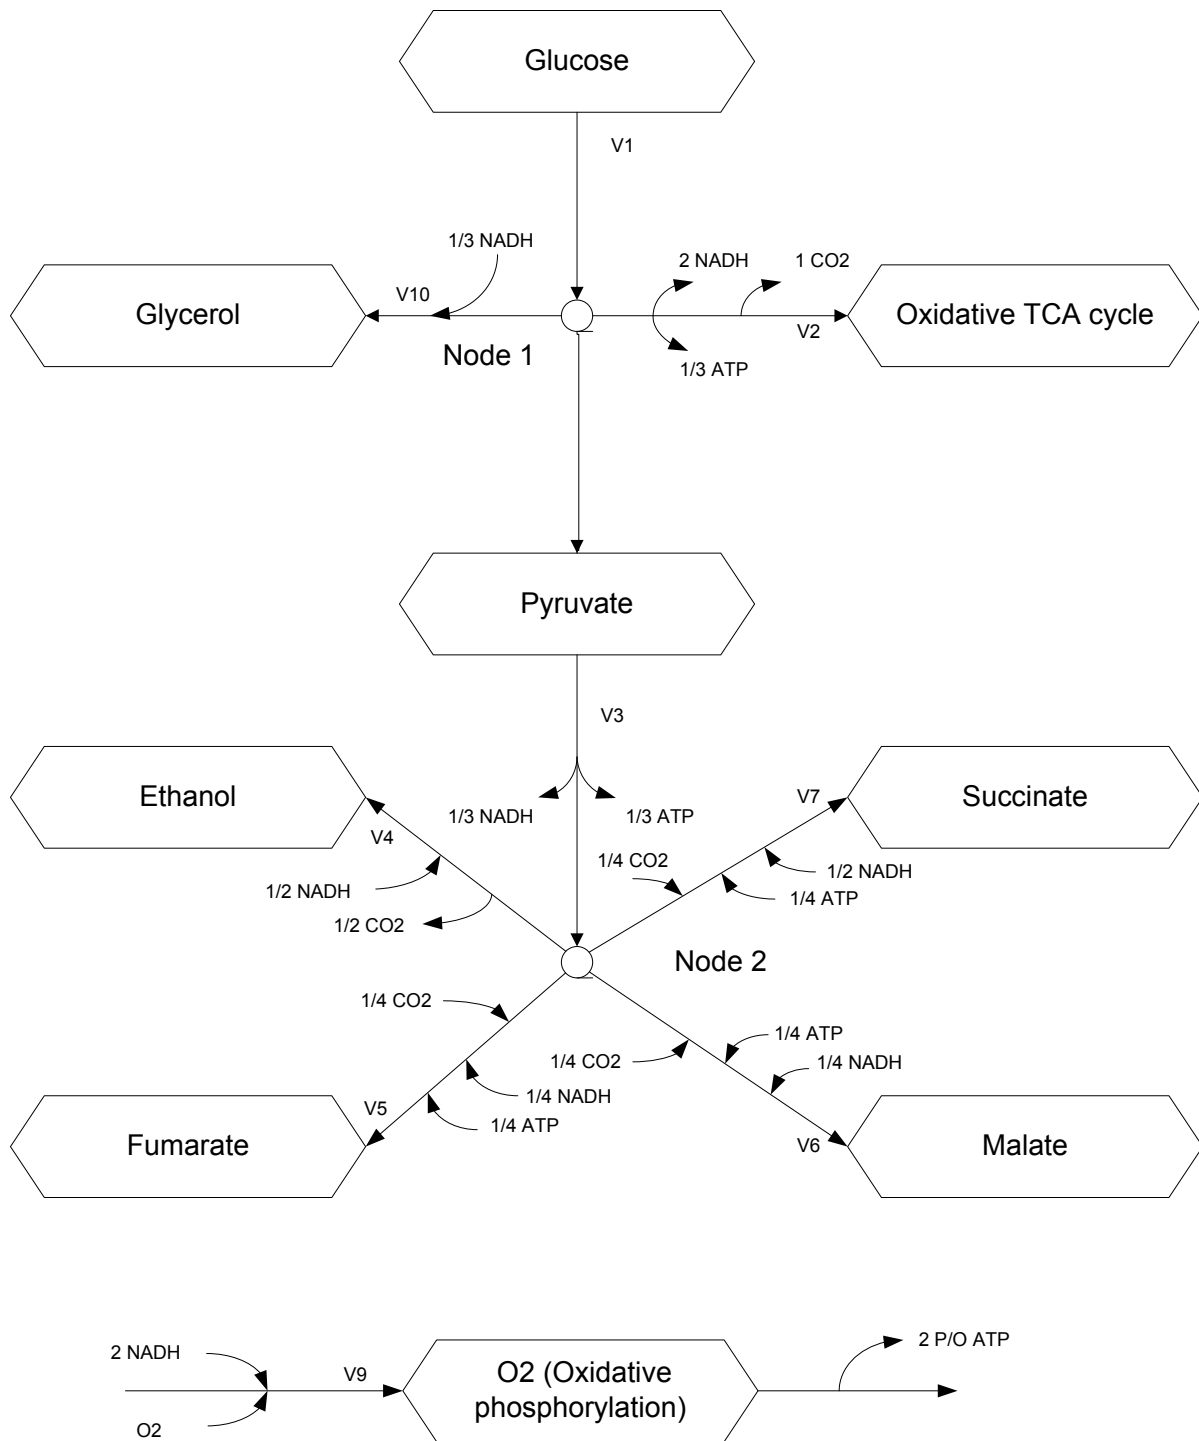 Glucose
V1
1/3 NADH
2 NADH
1 CO2
V10
Glycerol
Oxidative TCA cycle
V2
Node 1
1/3 ATP
Pyruvate
V3
Ethanol
1/3 NADH
1/3 ATP
V7
Succinate
V4
1/4 CO2
1/2 NADH
1/2 NADH
1/4 ATP
1/2 CO2
Node 2
1/4 CO2
1/4 ATP
1/4 CO2
1/4 NADH
1/4 NADH
V5
1/4 ATP
Fumarate
V6
Malate
2 NADH
V9
O2 (Oxidative
phosphorylation)
2 P/O ATP
O2